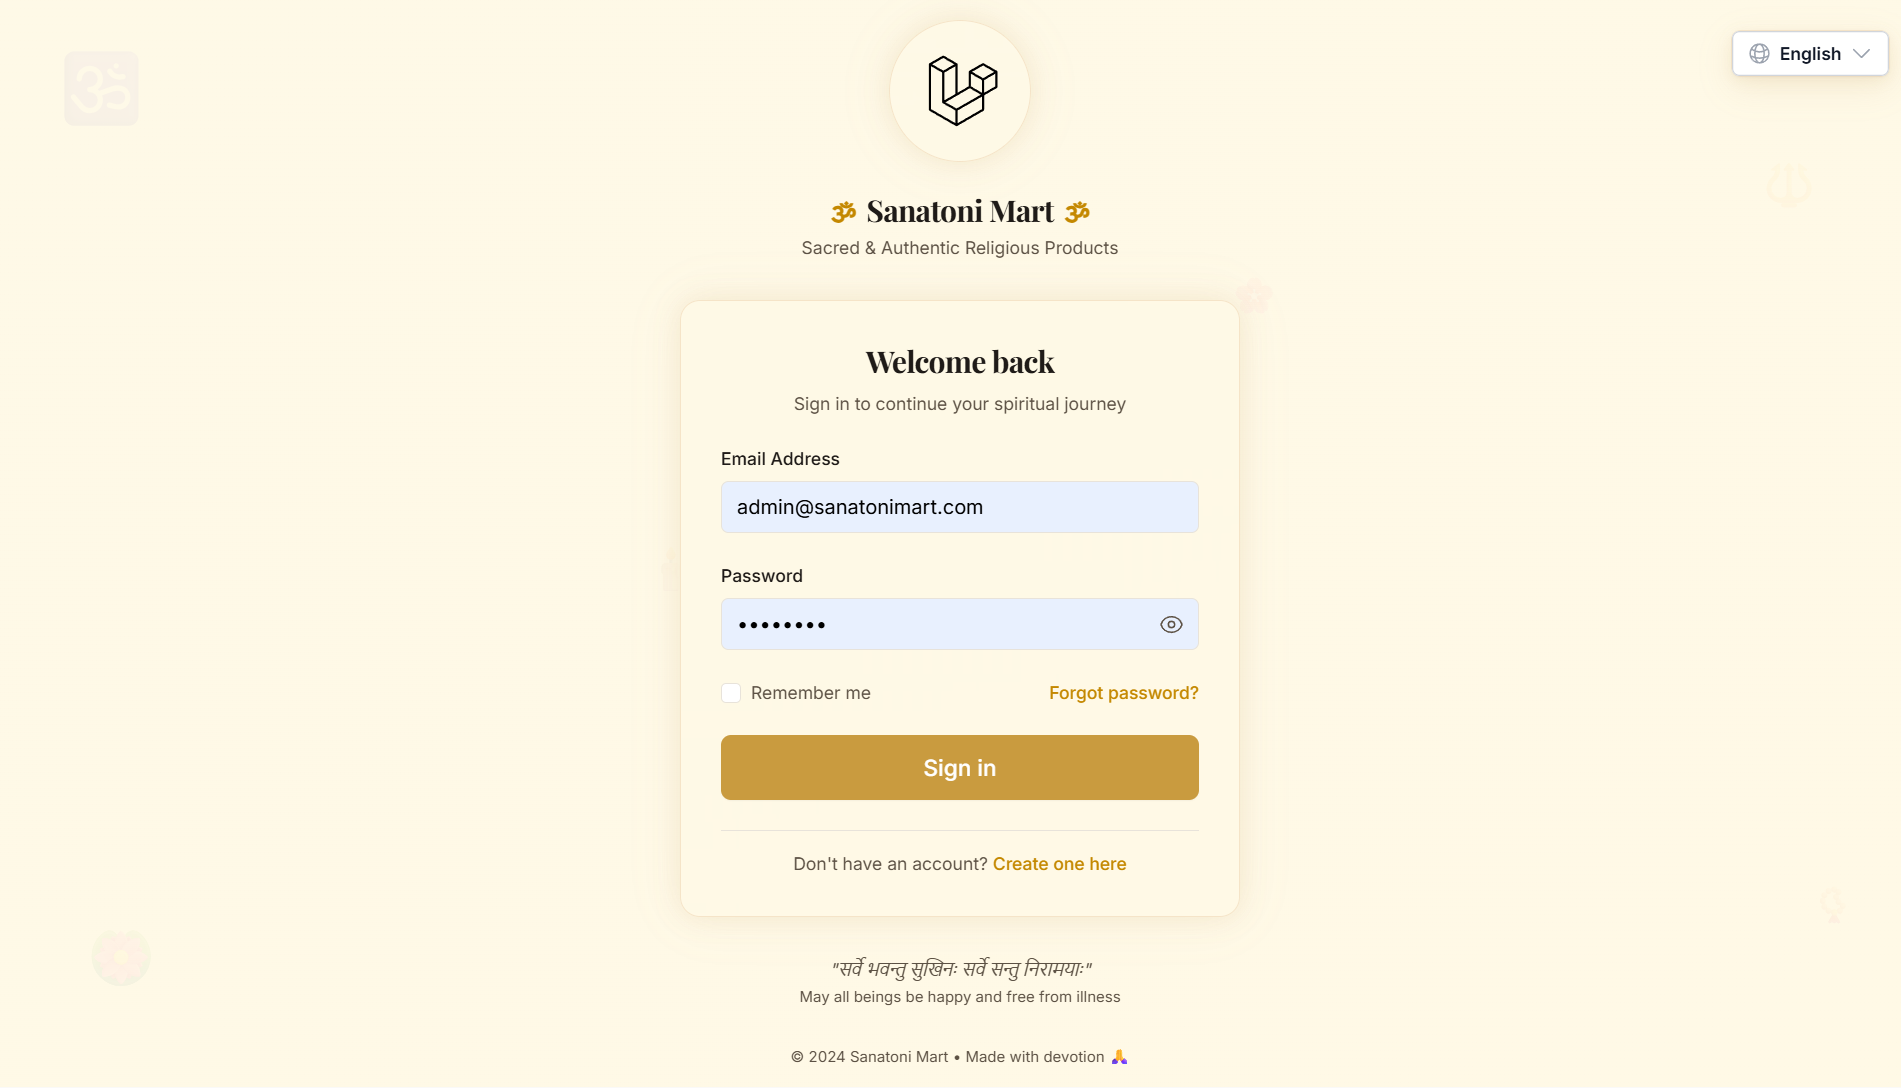 English
ॐ Sanatoni Mart ॐ
Sacred & Authentic Religious Products
Welcome back
Sign in to continue your spiritual journey
Email Address
admin@sanatonimart.com
Password
••••••••
Remember me
Forgot password?
Sign in
Don't have an account? Create one here
"सर्वे भवन्तु सुखिनः सर्वे सन्तु निरामयाः"
May all beings be happy and free from illness
© 2024 Sanatoni Mart • Made with devotion 🙏